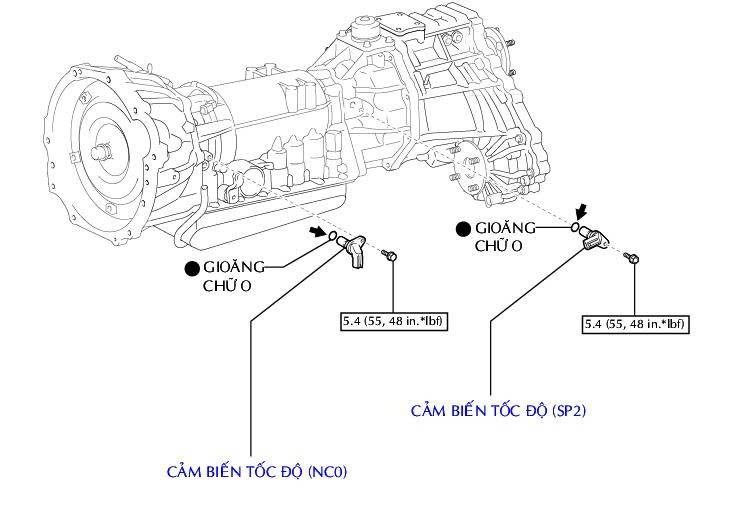 GIOĂNG
CHỮ O
GIOĂNG
CHỮ O
5.4 (55, 48 in.*lbf)
5.4 (55, 48 in.*lbf)
CẢM BIẾN TỐC ĐỘ (SP2)
CẢM BIẾN TỐC ĐỘ (NC0)